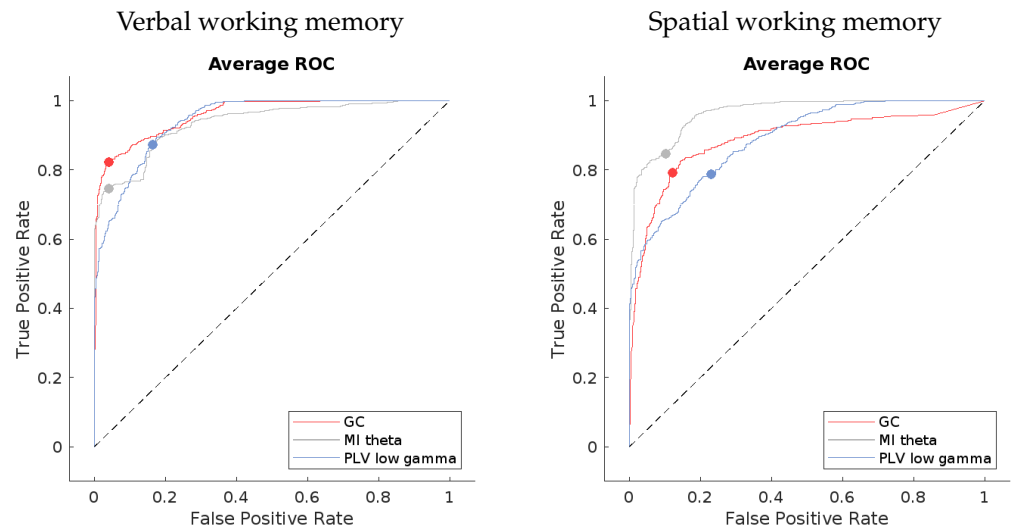 Verbal working memory
Average ROC
1
0.8
0.6
0.4
0.2
0
True Positive Rate
0 0.2 0.4 0.6 0.8 1
False Positive Rate
GC
MI theta
PLV low gamma
Spatial working memory
Average ROC
1
0.8
0.6
0.4
0.2
0
True Positive Rate
0 0.2 0.4 0.6 0.8 1
False Positive Rate
GC
MI theta
PLV low gamma